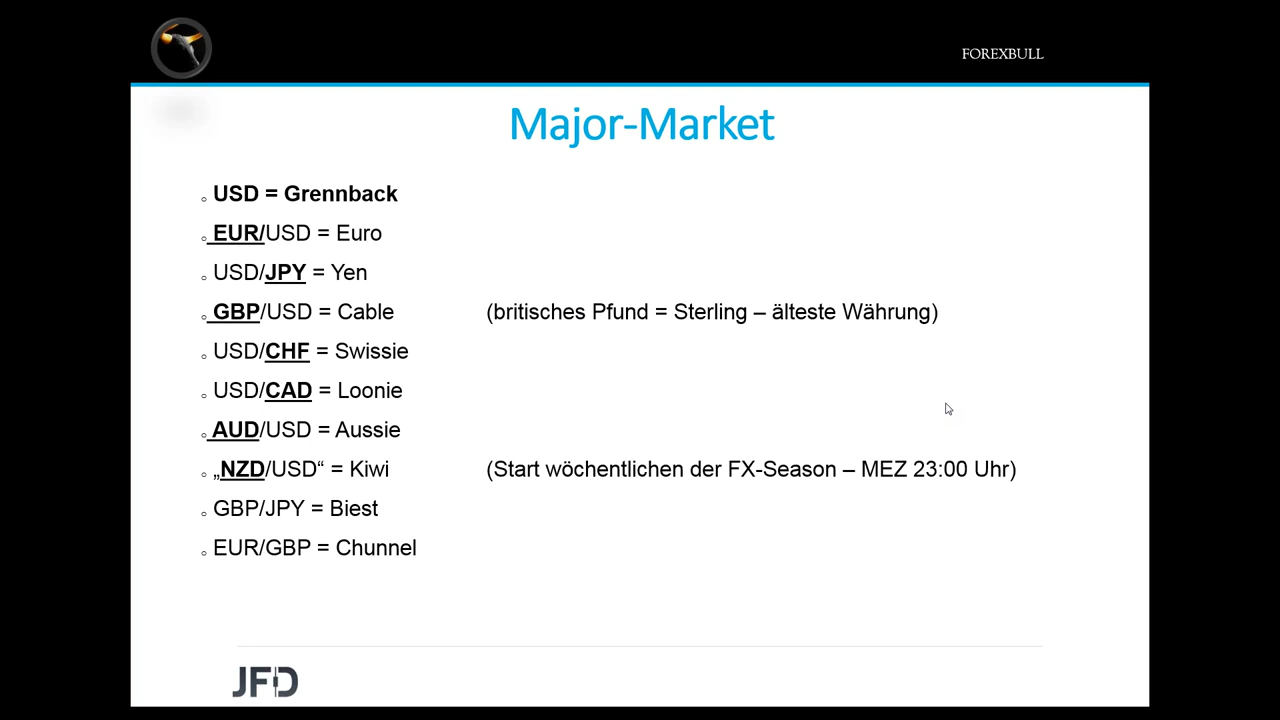 FOREXBULL
Major-Market
USD = Grennback
EUR/USD = Euro
USD/JPY = Yen
GBP/USD = Cable (britisches Pfund = Sterling – älteste Währung)
USD/CHF = Swissie
USD/CAD = Loonie
AUD/USD = Aussie
„NZD/USD“ = Kiwi (Start wöchentlichen der FX-Season – MEZ 23:00 Uhr)
GBP/JPY = Biest
EUR/GBP = Chunnel
JFD